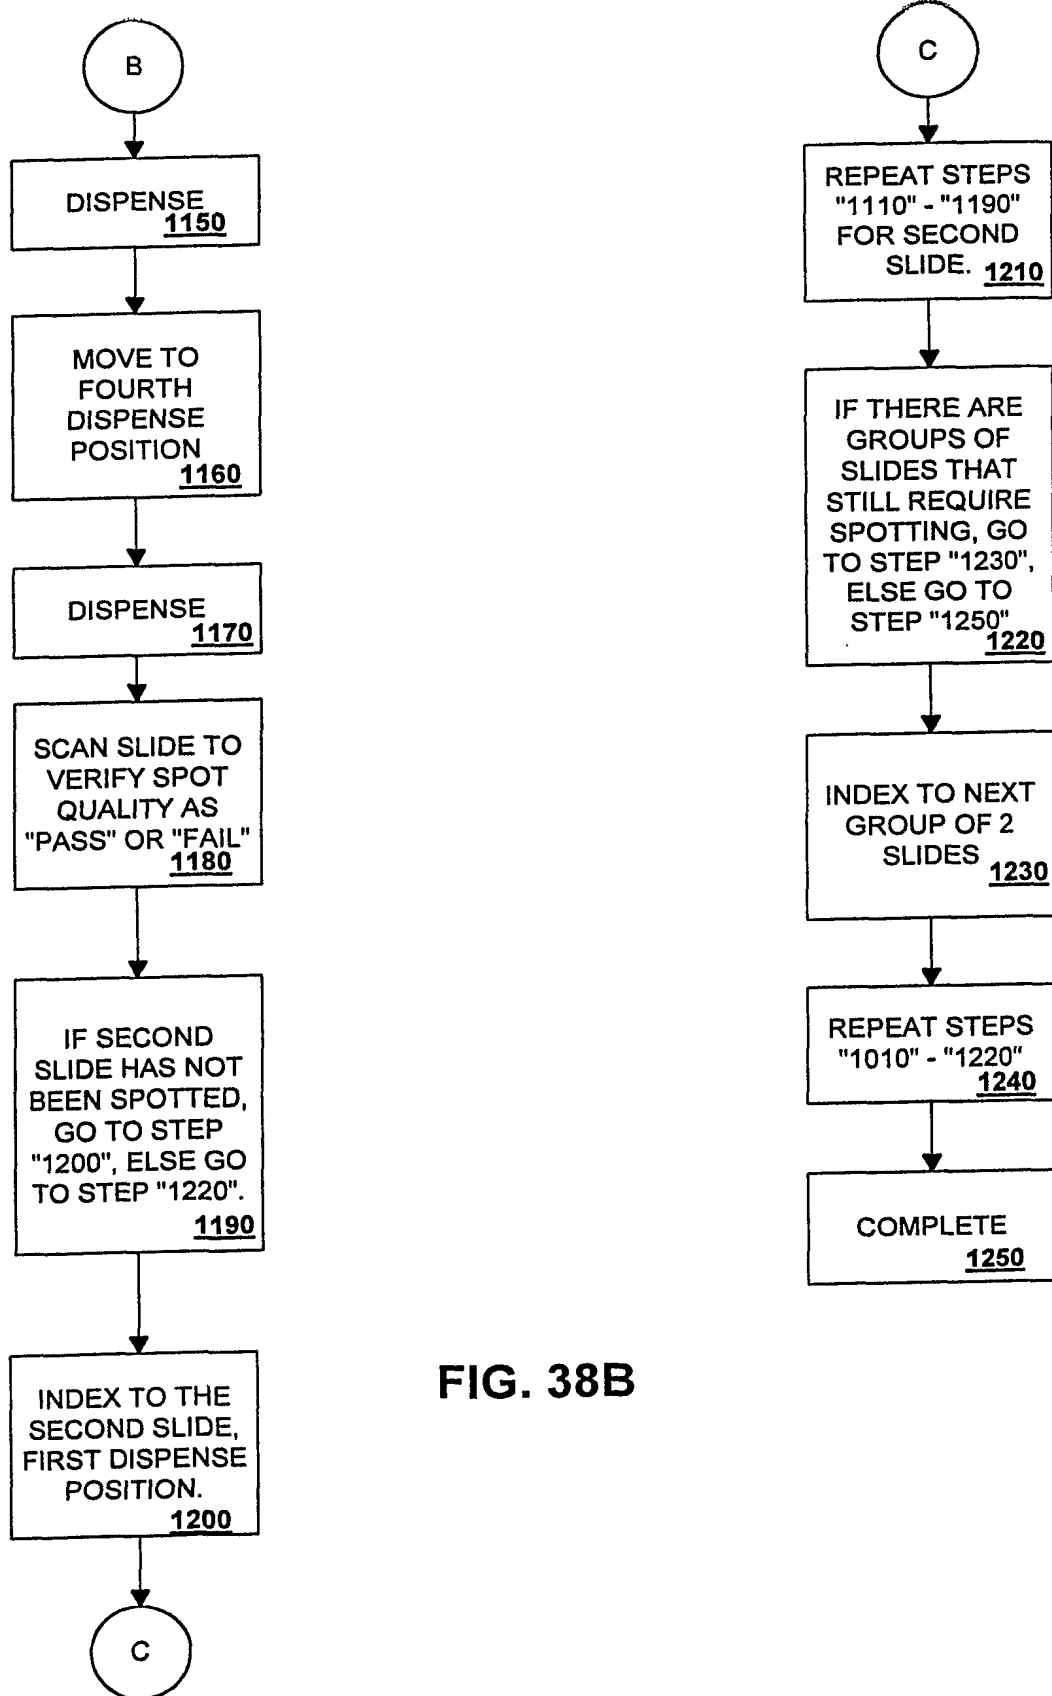 B
DISPENSE
1150
MOVE TO
FOURTH
DISPENSE
POSITION
1160
DISPENSE
1170
SCAN SLIDE TO
VERIFY SPOT
QUALITY AS
"PASS" OR "FAIL"
1180
IF SECOND
SLIDE HAS NOT
BEEN SPOTTED,
GO TO STEP
"1200", ELSE GO
TO STEP "1220".
1190
INDEX TO THE
SECOND SLIDE,
FIRST DISPENSE
POSITION.
1200
C
C
REPEAT STEPS
"1110" - "1190"
FOR SECOND
SLIDE. 1210
IF THERE ARE
GROUPS OF
SLIDES THAT
STILL REQUIRE
SPOTTING, GO
TO STEP "1230",
ELSE GO TO
STEP "1250"
1220
INDEX TO NEXT
GROUP OF 2
SLIDES
1230
REPEAT STEPS
"1010" - "1220"
1240
COMPLETE
1250
FIG. 38B